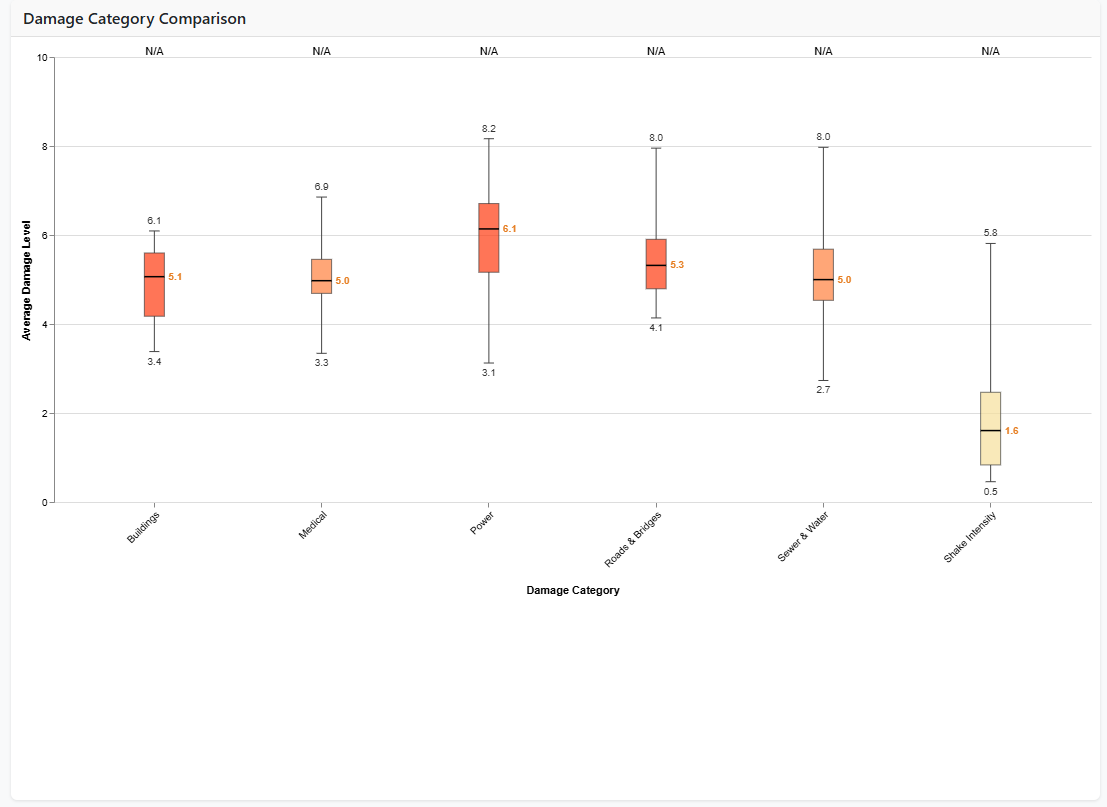 Damage Category Comparison
N/A N/A N/A N/A N/A N/A
10
8
6
4
2
0
Average Damage Level
6.1
5.1
3.4
6.9
5.0
3.3
8.2
6.1
3.1
8.0
5.3
4.1
8.0
5.0
2.7
5.8
1.6
0.5
Buildings
Medical
Power
Roads & Bridges
Sewer & Water
Shake Intensity
Damage Category